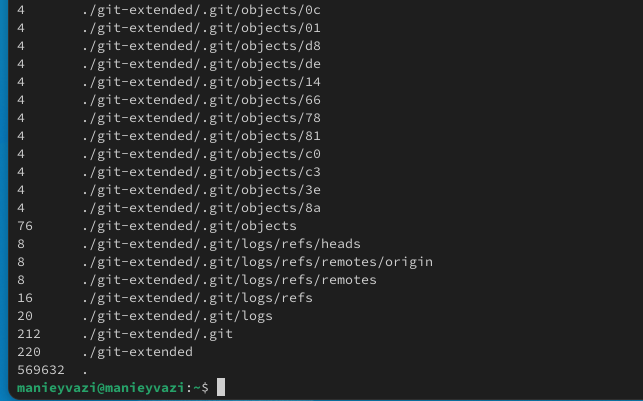 4	./git-extended/.git/objects/0c
4	./git-extended/.git/objects/01
4	./git-extended/.git/objects/d8
4	./git-extended/.git/objects/de
4	./git-extended/.git/objects/14
4	./git-extended/.git/objects/66
4	./git-extended/.git/objects/78
4	./git-extended/.git/objects/81
4	./git-extended/.git/objects/c0
4	./git-extended/.git/objects/c3
4	./git-extended/.git/objects/3e
4	./git-extended/.git/objects/8a
76	./git-extended/.git/objects
8	./git-extended/.git/logs/refs/heads
8	./git-extended/.git/logs/refs/remotes/origin
8	./git-extended/.git/logs/refs/remotes
16	./git-extended/.git/logs/refs
20	./git-extended/.git/logs
212	./git-extended/.git
220	./git-extended
569632	.
manieyvazi@manieyvazi:~$